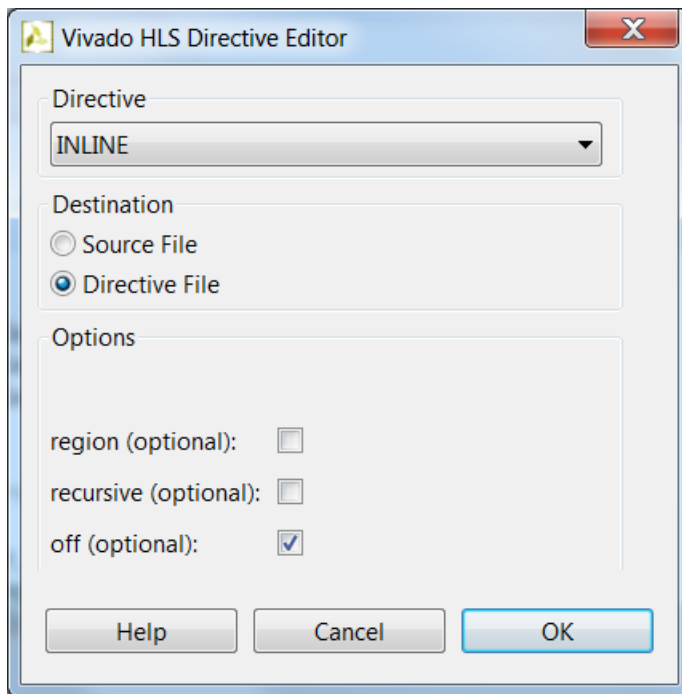 Vivado HLS Directive Editor
Directive
INLINE
Destination
Source File
Directive File
Options
region (optional):
recursive (optional):
off (optional):
Help Cancel OK